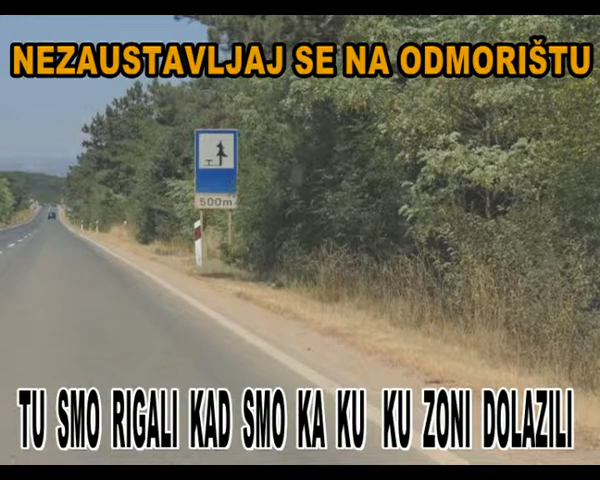 NEZAUSTAVLJAJ SE NA ODMORIŠTU
500m
TU SMO RIGALI KAD SMO KA KU KU ZONI DOLAZILI